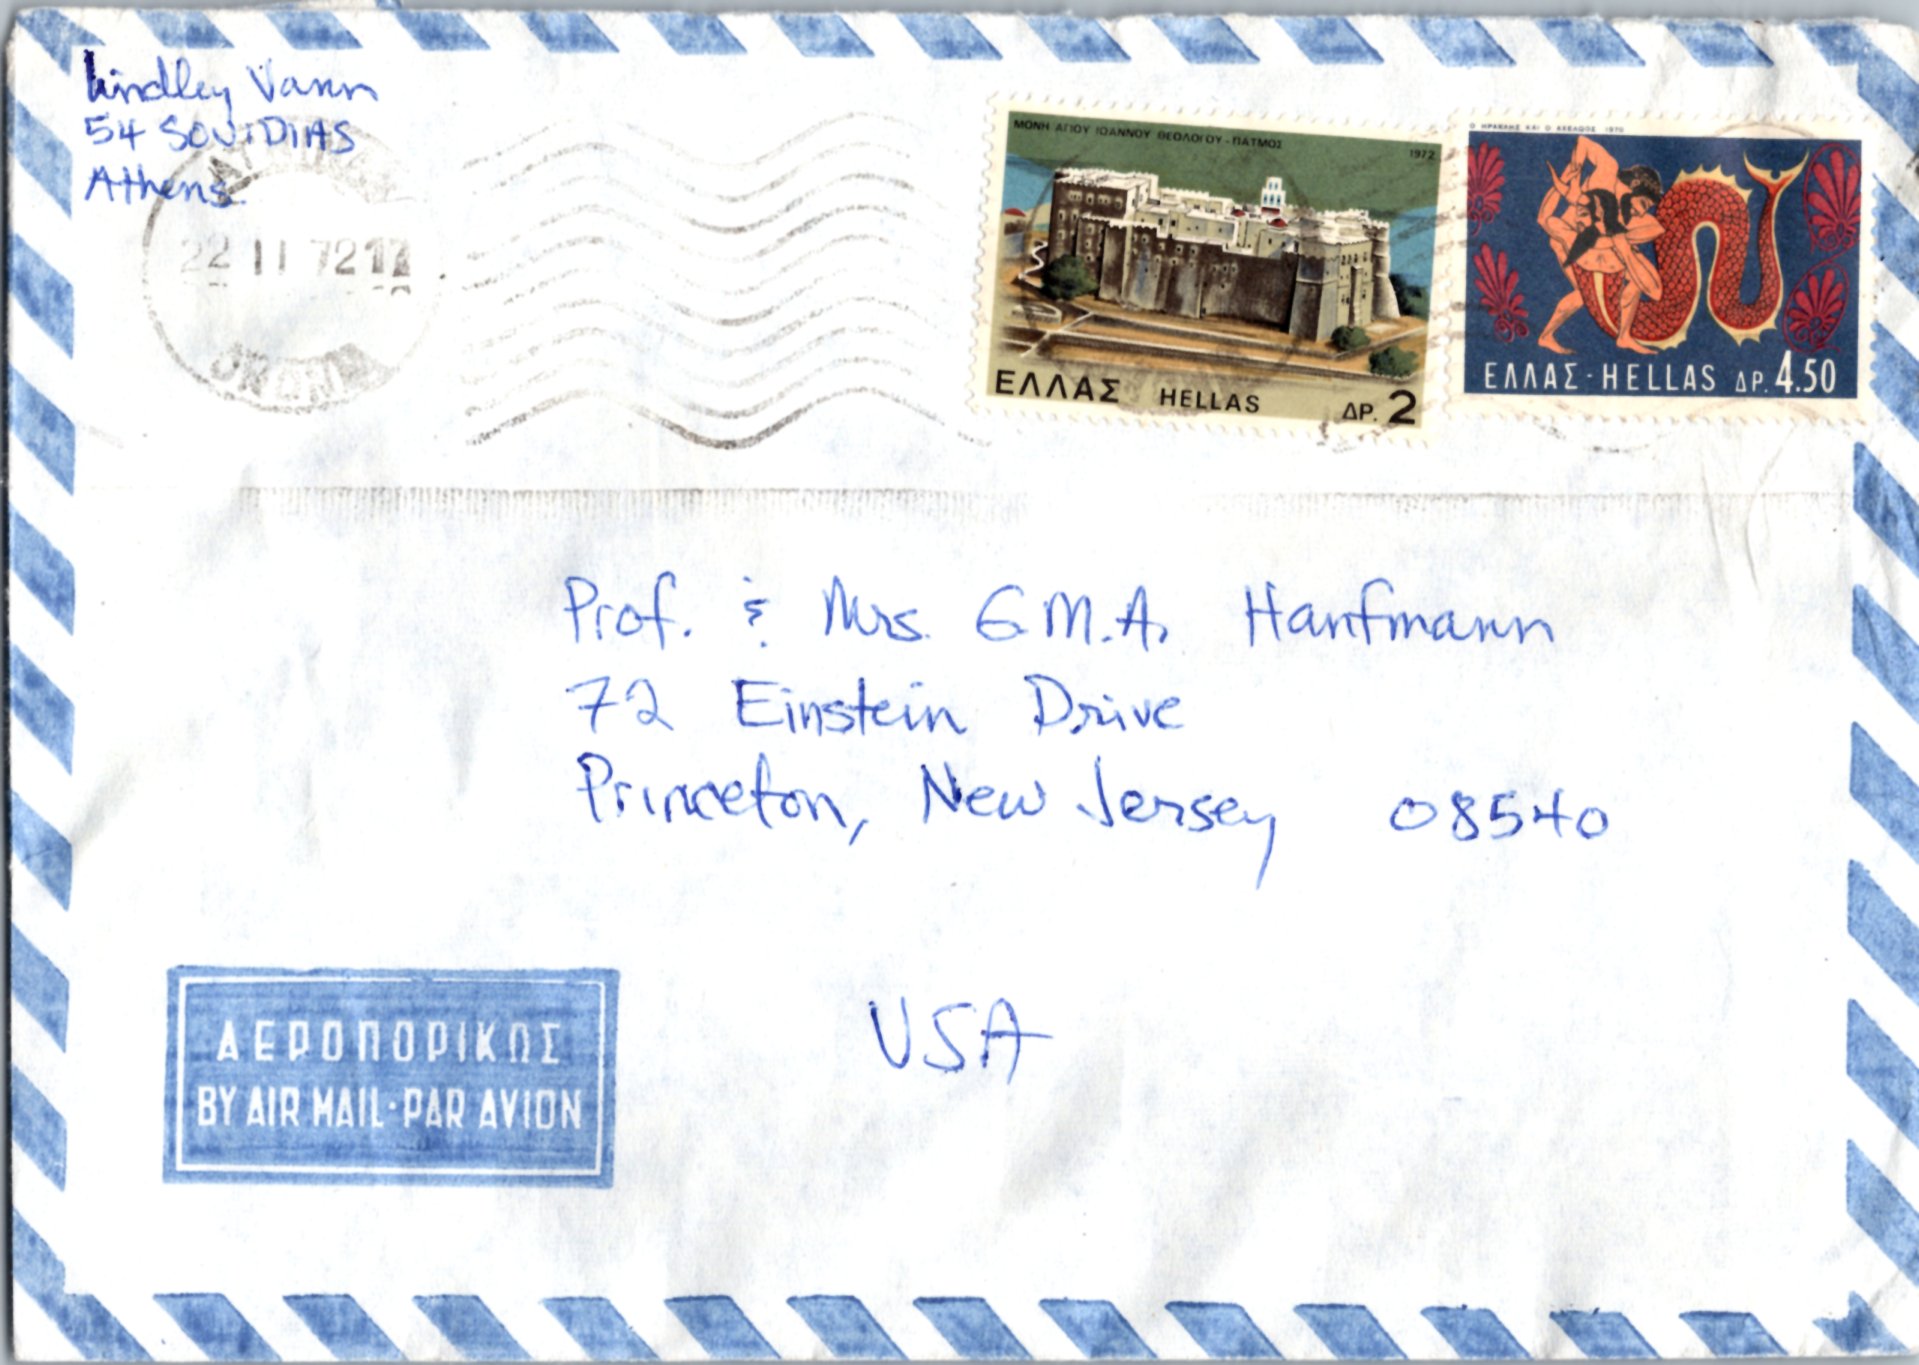 Lindley Vann
54 SOUIDIAS
Athens
22 II 72 17
ΜΟΝΗ ΑΓΙΟΥ ΙΩΑΝΝΟΥ ΘΕΟΛΟΓΟΥ - ΠΑΤΜΟΣ 1972
ΕΛΛΑΣ HELLAS ΔΡ. 2
Ο ΗΡΑΚΛΗΣ ΚΑΙ Ο ΑΧΕΛΩΟΣ 1970
ΕΛΛΑΣ · HELLAS ΔΡ. 4.50
Prof. & Mrs. G.M.A. Hanfmann
72 Einstein Drive
Princeton, New Jersey 08540
USA
ΑΕΡΟΠΟΡΙΚΩΣ
BY AIR MAIL · PAR AVION